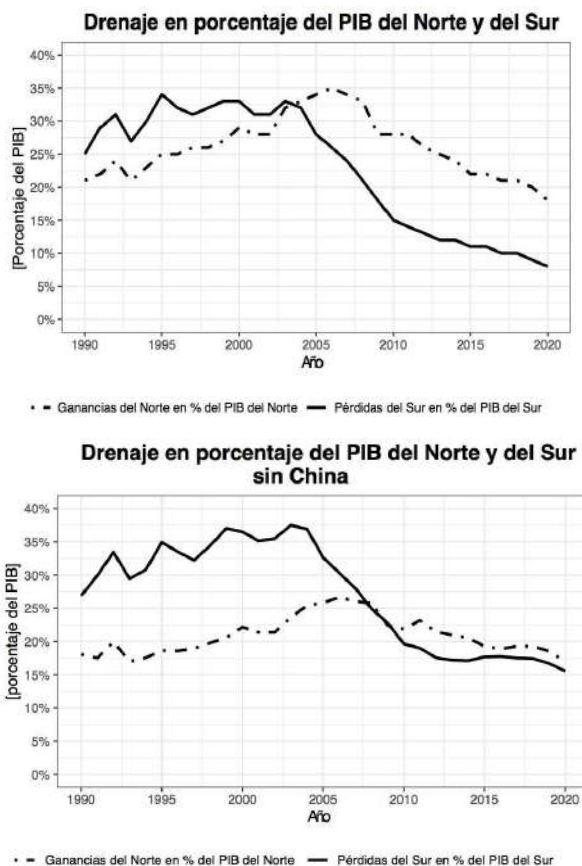 Drenaje en porcentaje del PIB del Norte y del Sur
40%
35%
30%
25%
20%
15%
10%
5%
0%
[Porcentaje del PIB]
1990 1995 2000 2005 2010 2015 2020
Año
Ganancias del Norte en % del PIB del Norte Pérdidas del Sur en % del PIB del Sur
Drenaje en porcentaje del PIB del Norte y del Sur
sin China
40%
35%
30%
25%
20%
15%
10%
5%
0%
[porcentaje del PIB]
1990 1995 2000 2005 2010 2015 2020
Año
Ganancias del Norte en % del PIB del Norte Pérdidas del Sur en % del PIB del Sur